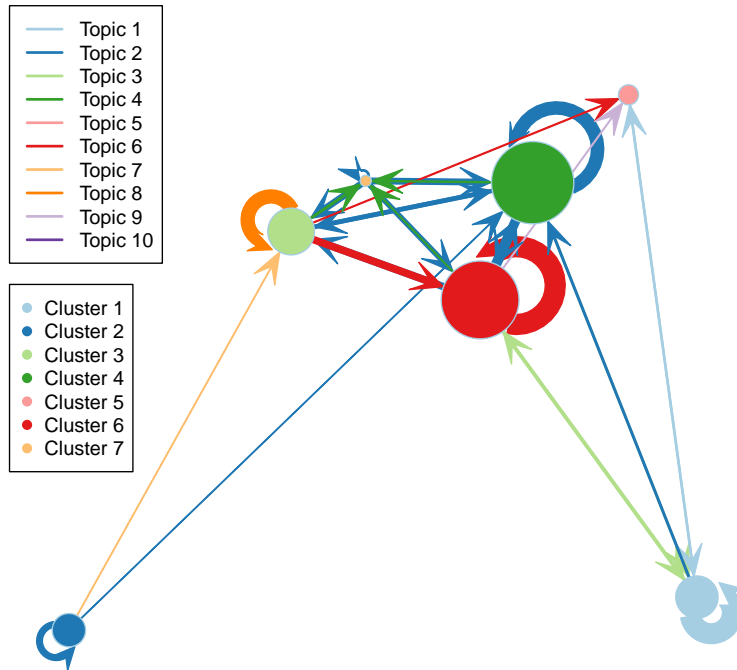 Topic 1
Topic 2
Topic 3
Topic 4
Topic 5
Topic 6
Topic 7
Topic 8
Topic 9
Topic 10
Cluster 1
Cluster 2
Cluster 3
Cluster 4
Cluster 5
Cluster 6
Cluster 7